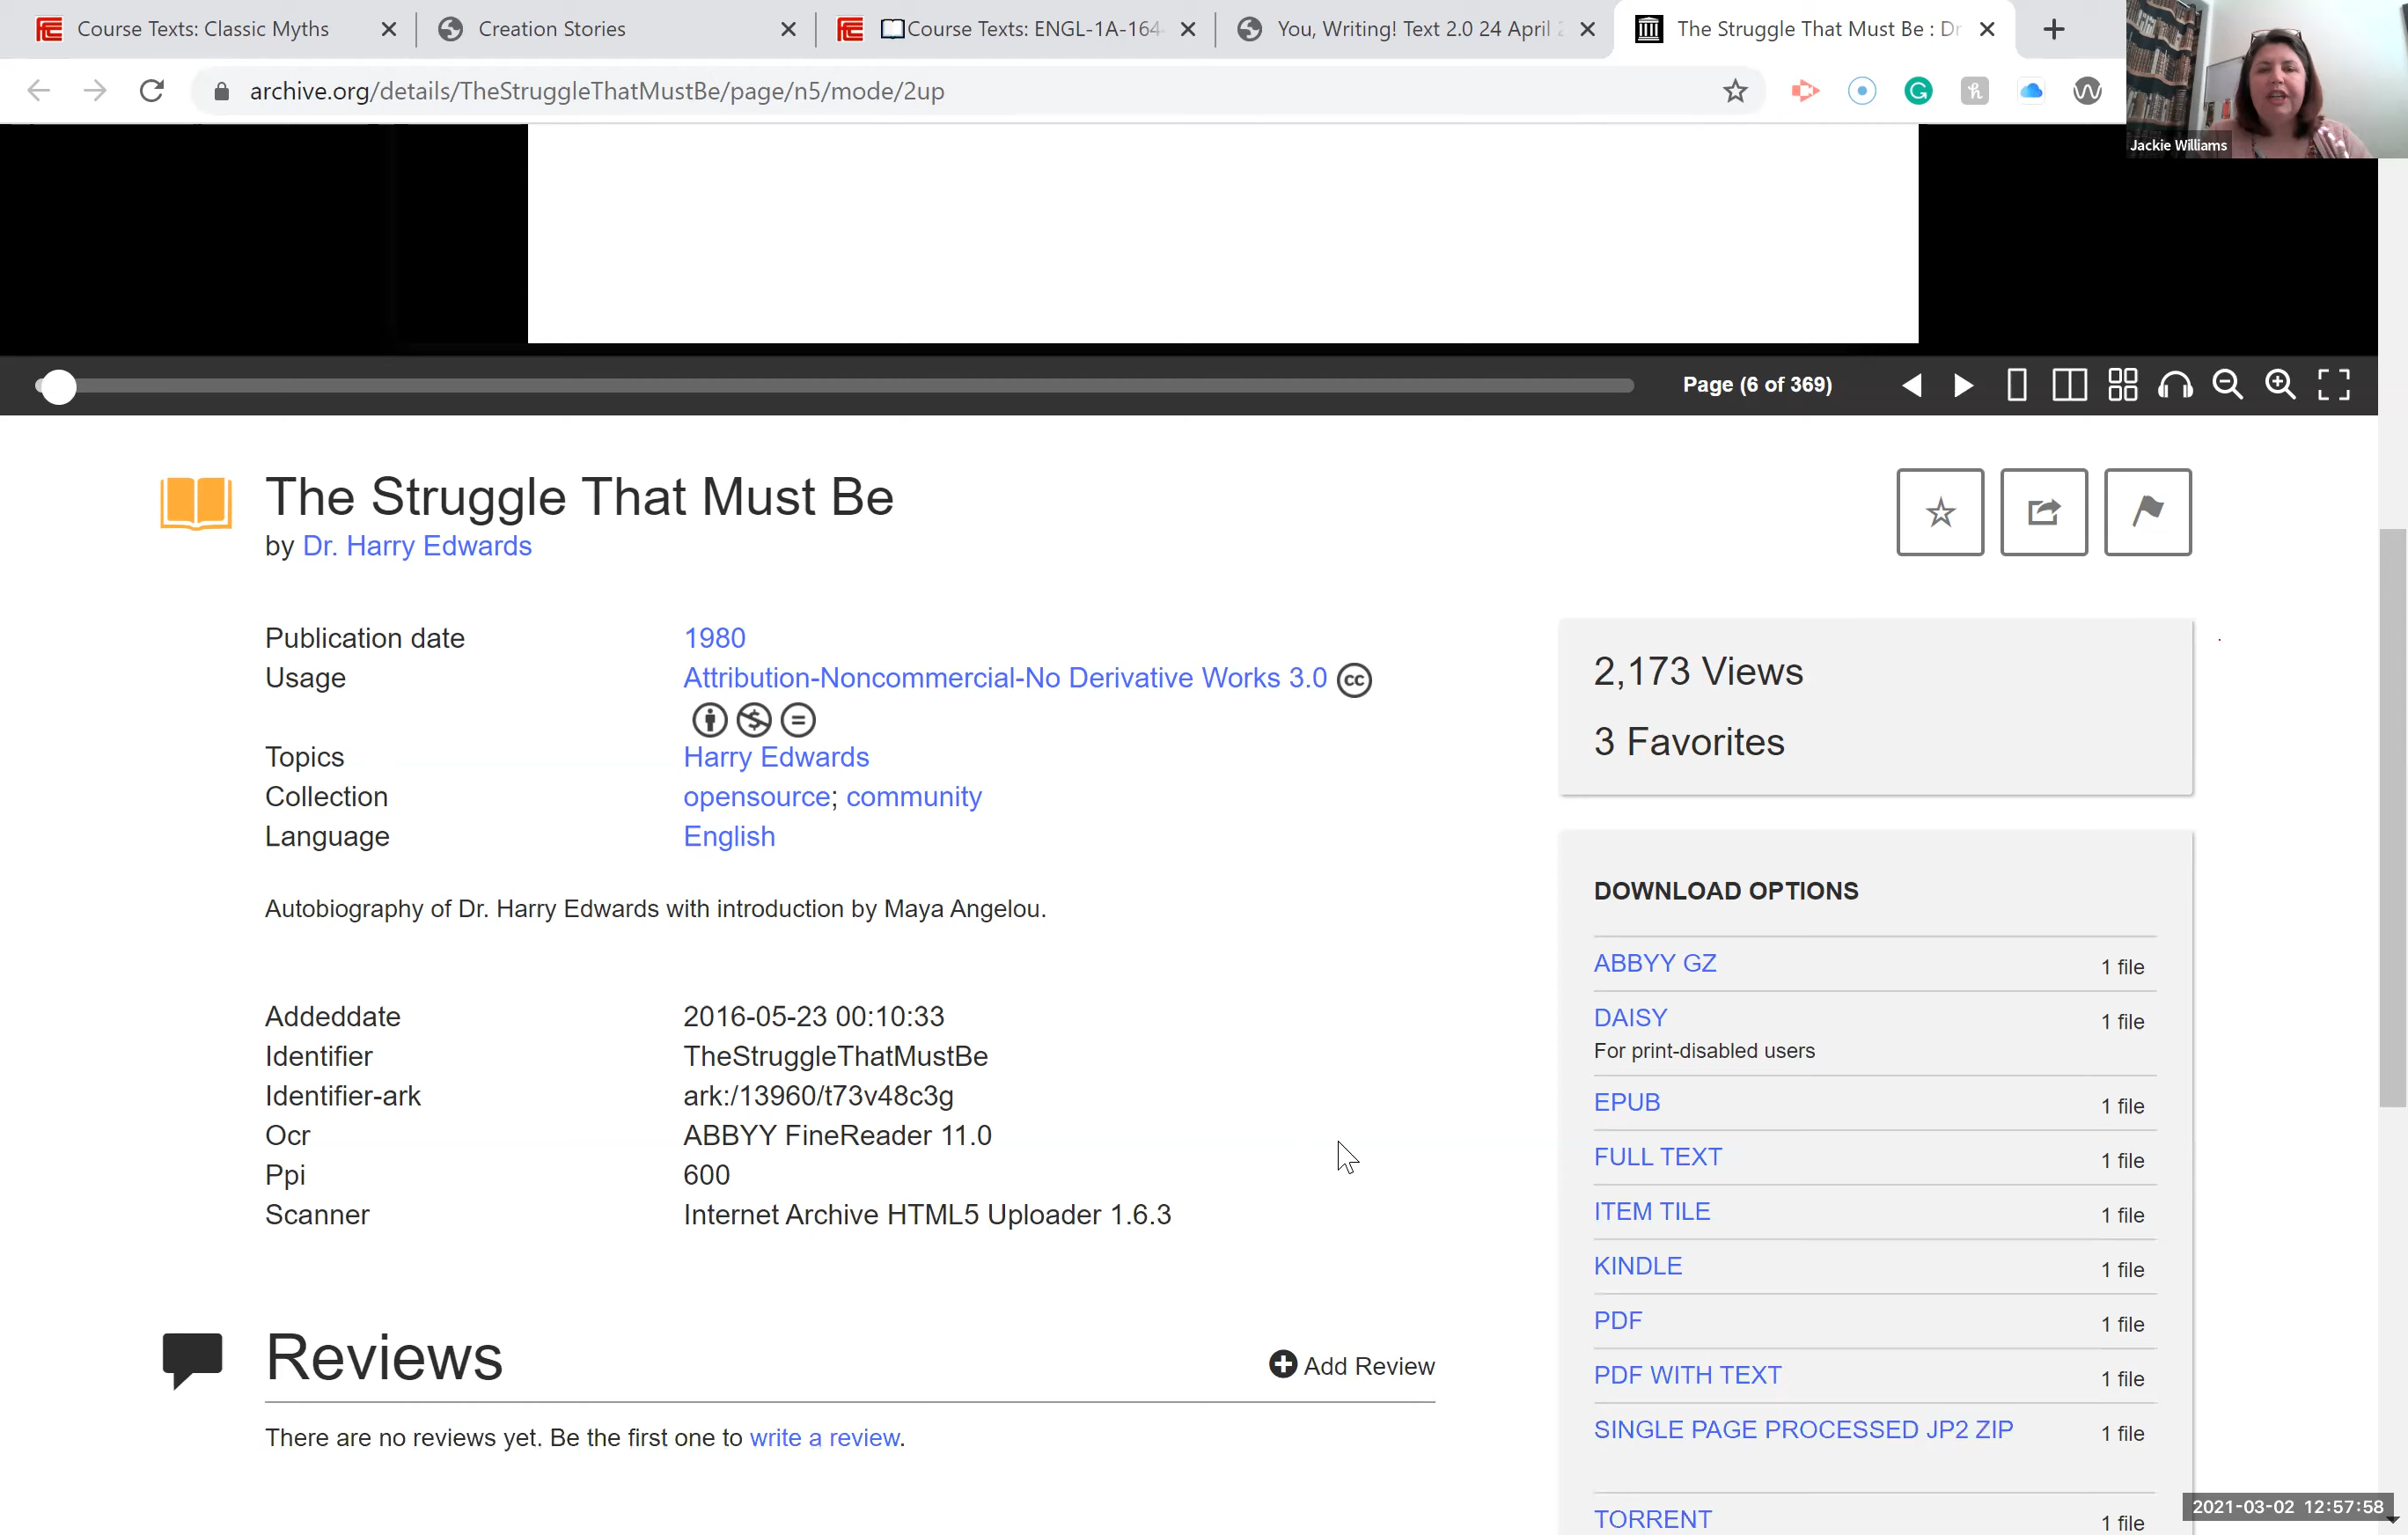 Course Texts: Classic Myths
Creation Stories
Course Texts: ENGL-1A-164
You, Writing! Text 2.0 24 April 2
The Struggle That Must Be : Dr
archive.org/details/TheStruggleThatMustBe/page/n5/mode/2up
Jackie Williams
Page (6 of 369)
The Struggle That Must Be
by Dr. Harry Edwards
Publication date 1980
Usage Attribution-Noncommercial-No Derivative Works 3.0 cc
Topics Harry Edwards
Collection opensource; community
Language English
Autobiography of Dr. Harry Edwards with introduction by Maya Angelou.
Addeddate 2016-05-23 00:10:33
Identifier TheStruggleThatMustBe
Identifier-ark ark:/13960/t73v48c3g
Ocr ABBYY FineReader 11.0
Ppi 600
Scanner Internet Archive HTML5 Uploader 1.6.3
Reviews
Add Review
There are no reviews yet. Be the first one to write a review.
2,173 Views
3 Favorites
DOWNLOAD OPTIONS
ABBYY GZ 1 file
DAISY 1 file
For print-disabled users
EPUB 1 file
FULL TEXT 1 file
ITEM TILE 1 file
KINDLE 1 file
PDF 1 file
PDF WITH TEXT 1 file
SINGLE PAGE PROCESSED JP2 ZIP 1 file
TORRENT 1 file
2021-03-02 12:57:58